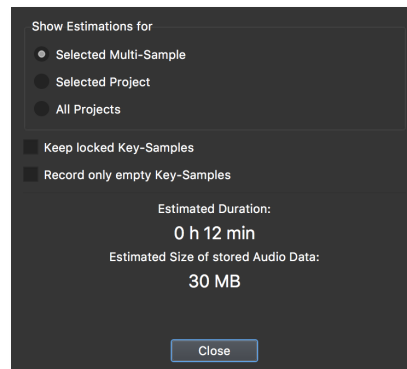 Show Estimations for
Selected Multi-Sample
Selected Project
All Projects
Keep locked Key-Samples
Record only empty Key-Samples
Estimated Duration:
0 h 12 min
Estimated Size of stored Audio Data:
30 MB
Close